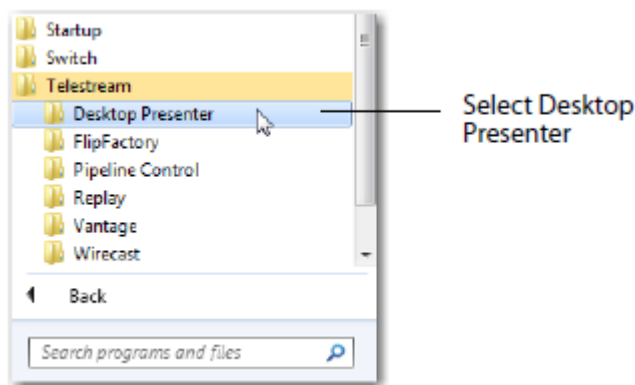 Startup
Switch
Telestream
Desktop Presenter
FlipFactory
Pipeline Control
Replay
Vantage
Wirecast
Back
Search programs and files
Select Desktop
Presenter